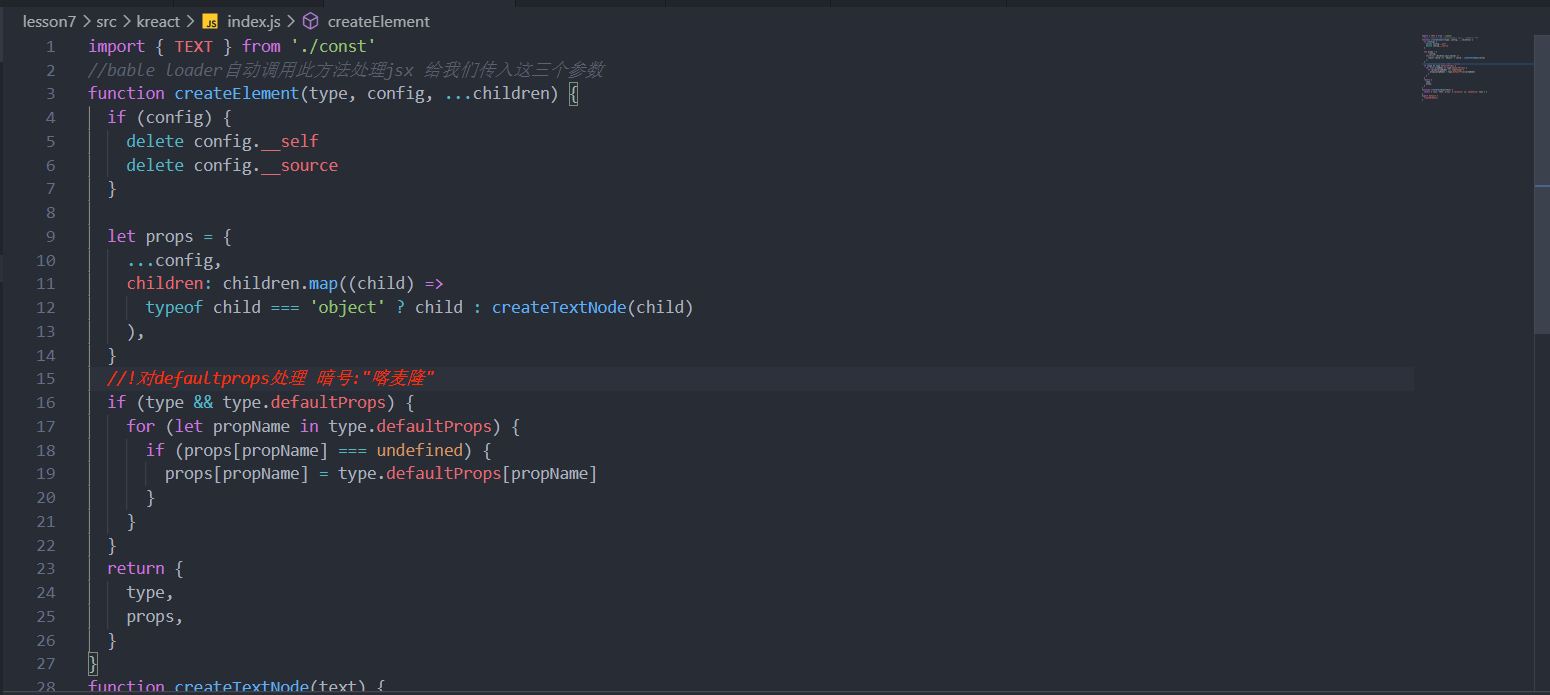 lesson7 > src > kreact > JS index.js > createElement
1 import { TEXT } from './const'
2 //bable loader自动调用此方法处理jsx 给我们传入这三个参数
3 function createElement(type, config, ...children) {
4 if (config) {
5 delete config.__self
6 delete config.__source
7 }
8
9 let props = {
10 ...config,
11 children: children.map((child) =>
12 typeof child === 'object' ? child : createTextNode(child)
13 ),
14 }
15 //!对defaultprops处理 暗号:"喀麦隆"
16 if (type && type.defaultProps) {
17 for (let propName in type.defaultProps) {
18 if (props[propName] === undefined) {
19 props[propName] = type.defaultProps[propName]
20 }
21 }
22 }
23 return {
24 type,
25 props,
26 }
27 }
28 function createTextNode(text) {